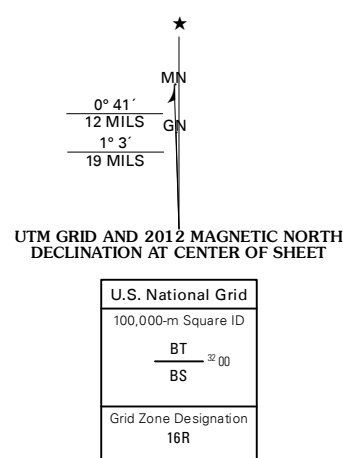 ★
MN
0° 41´
12 MILS
GN
1° 3´
19 MILS
UTM GRID AND 2012 MAGNETIC NORTH
DECLINATION AT CENTER OF SHEET
U.S. National Grid
100,000-m Square ID
BT
32 00
BS
Grid Zone Designation
16R